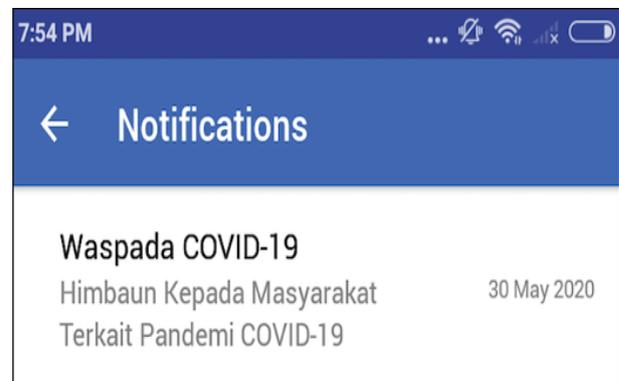 7:54 PM
Notifications
Waspada COVID-19
Himbaun Kepada Masyarakat
30 May 2020
Terkait Pandemi COVID-19